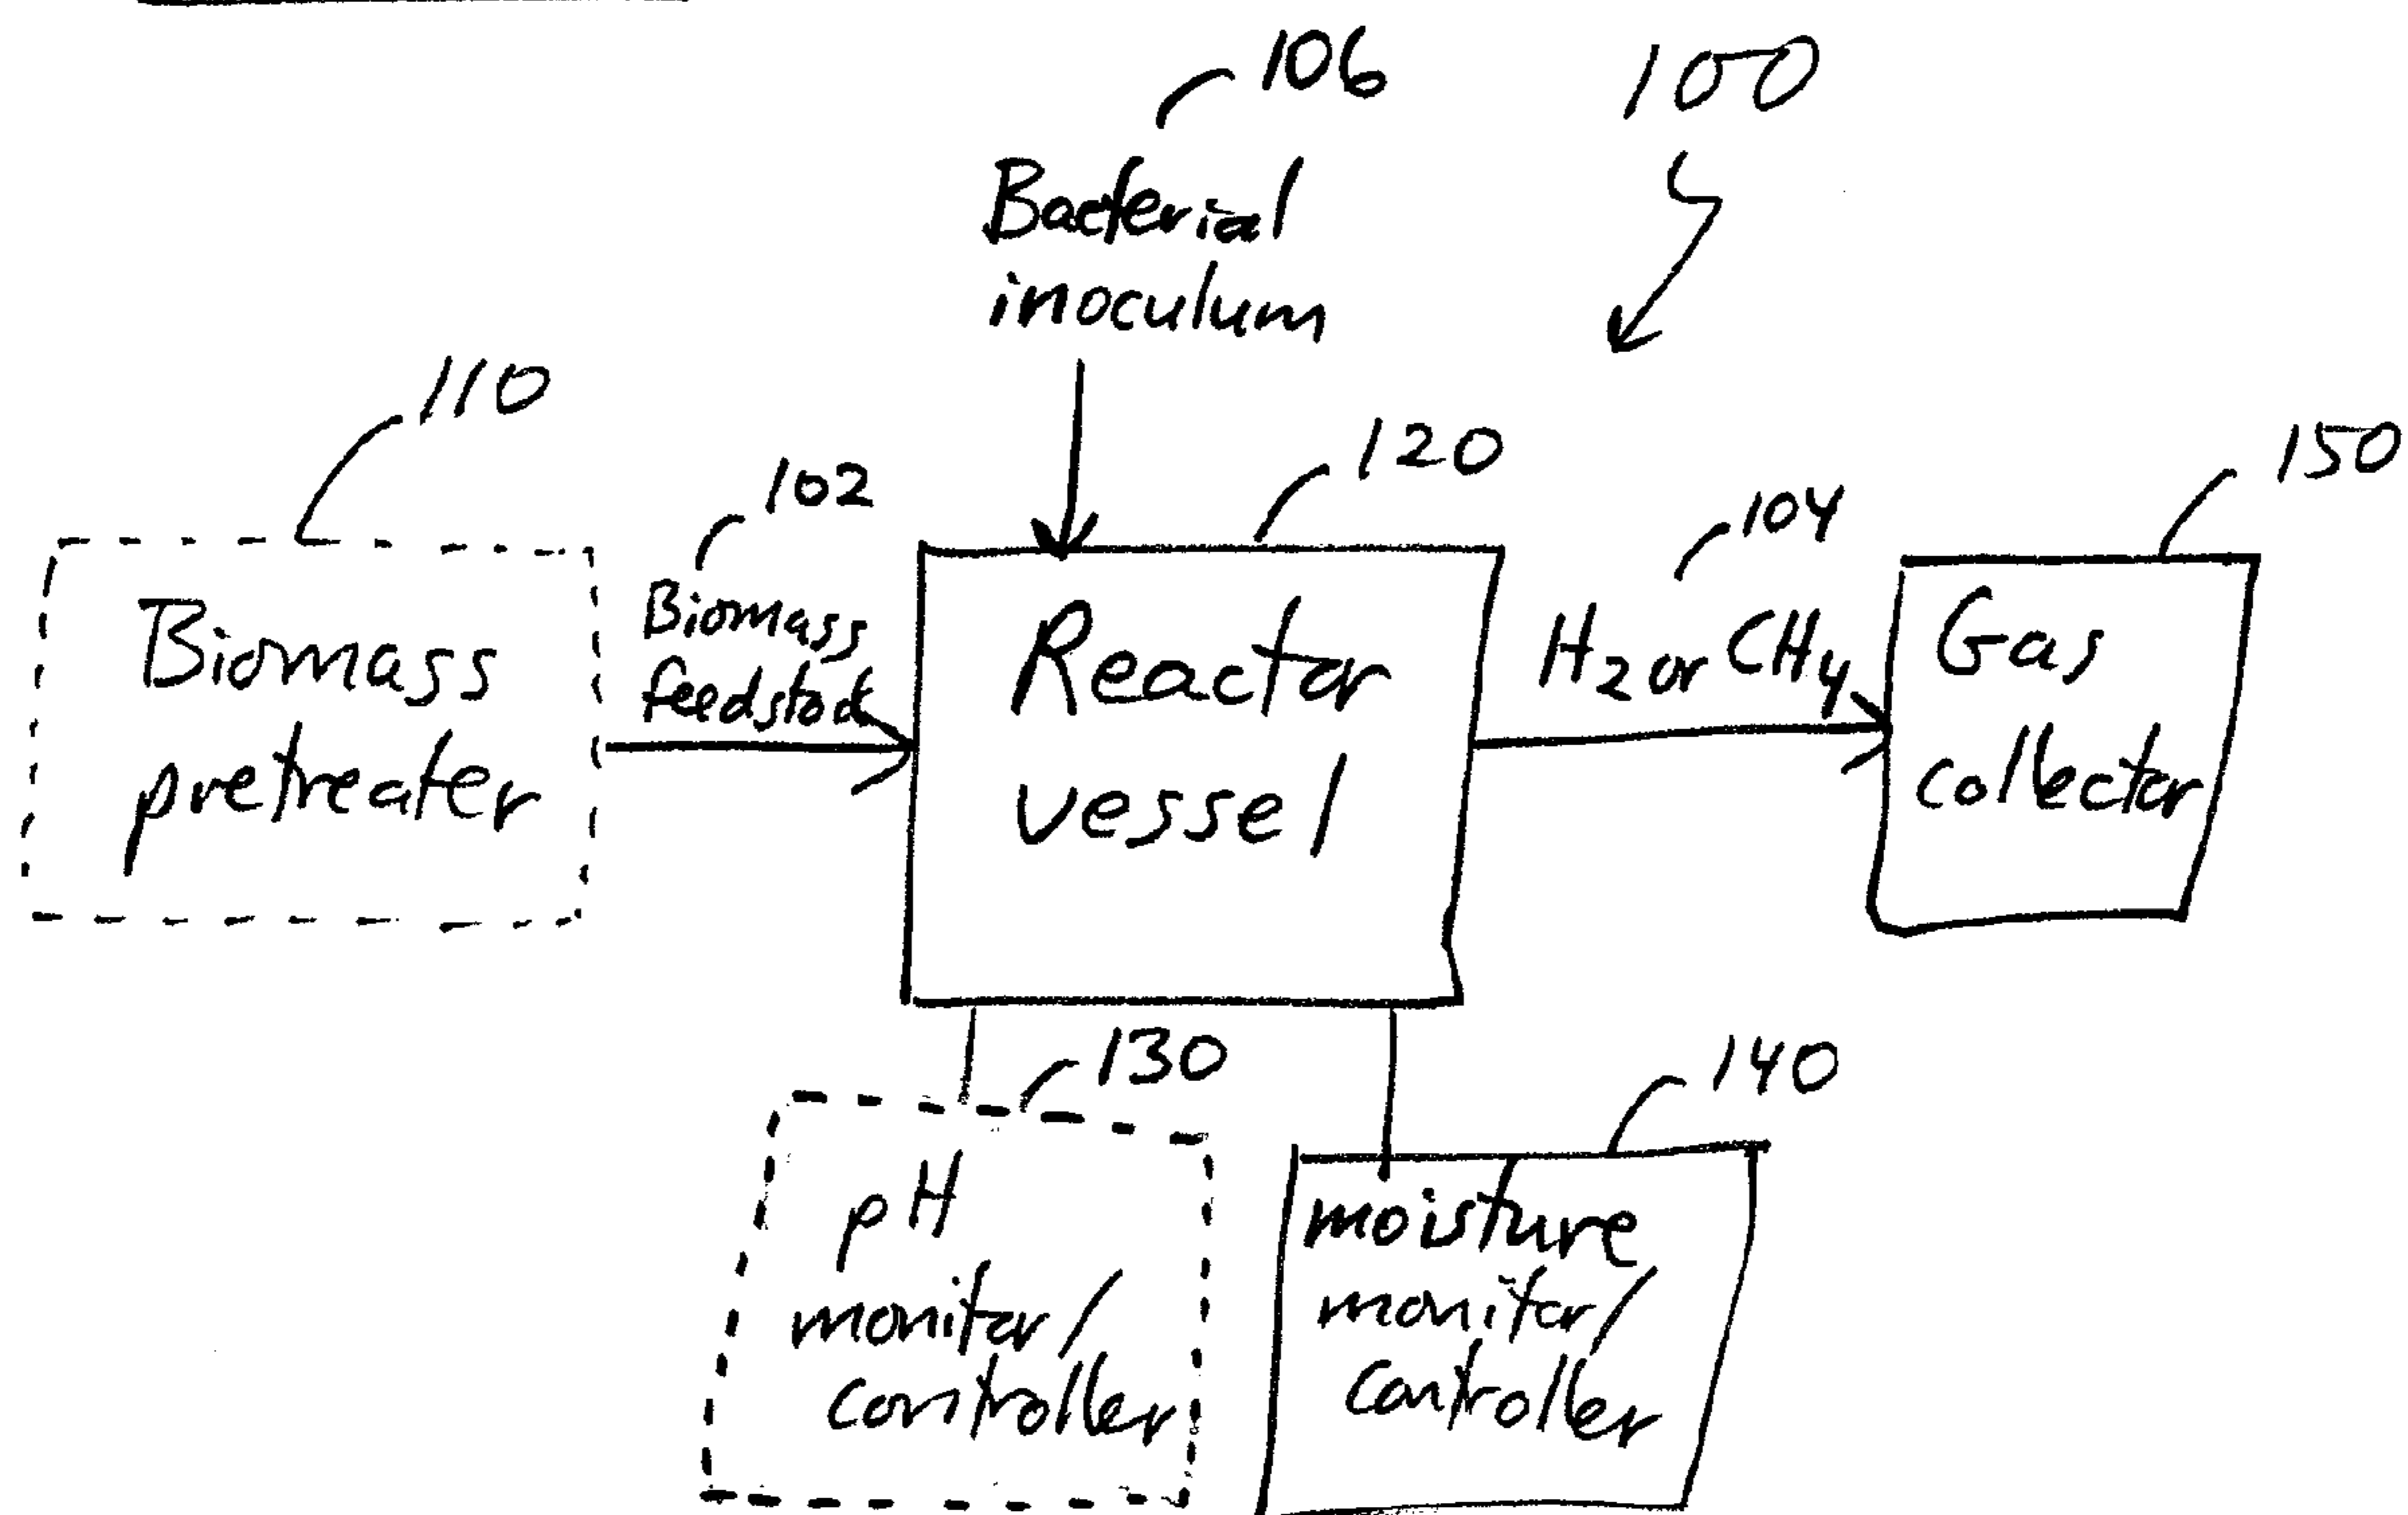 106
100
Bacterial
inoculum
110
102
120
104
150
Biomass
pretreater
Biomass
feedstock
Reactor
vessel
H2 or CH4
Gas
collector
130
140
pH
monitor/
controller
moisture
monitor/
controller